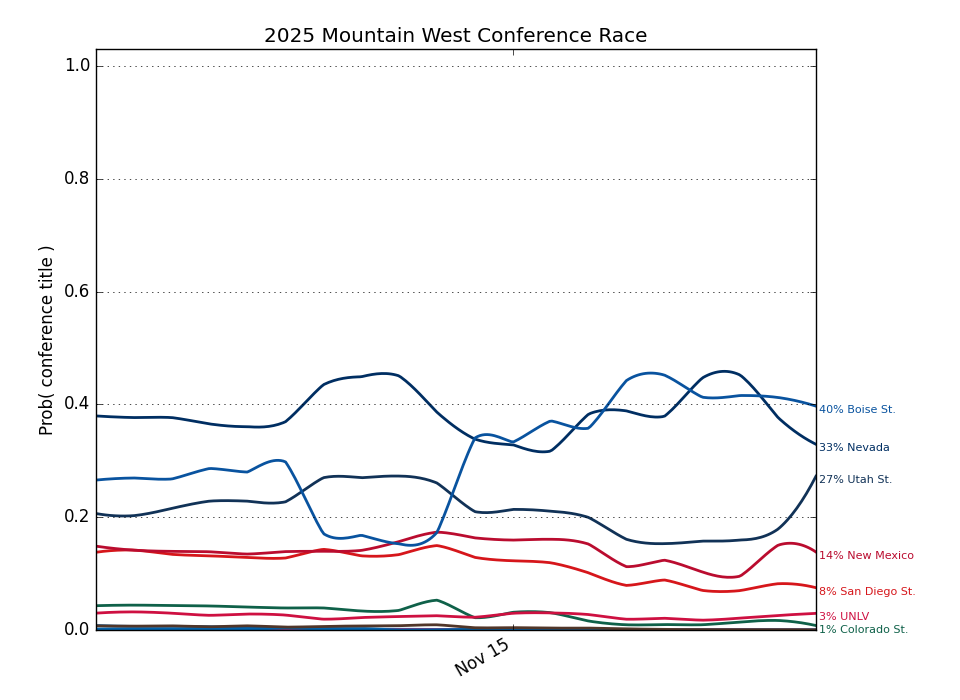 2025 Mountain West Conference Race
Prob( conference title )
1.0
0.8
0.6
0.4
0.2
0.0
40% Boise St.
33% Nevada
27% Utah St.
14% New Mexico
8% San Diego St.
3% UNLV
1% Colorado St.
Nov 15